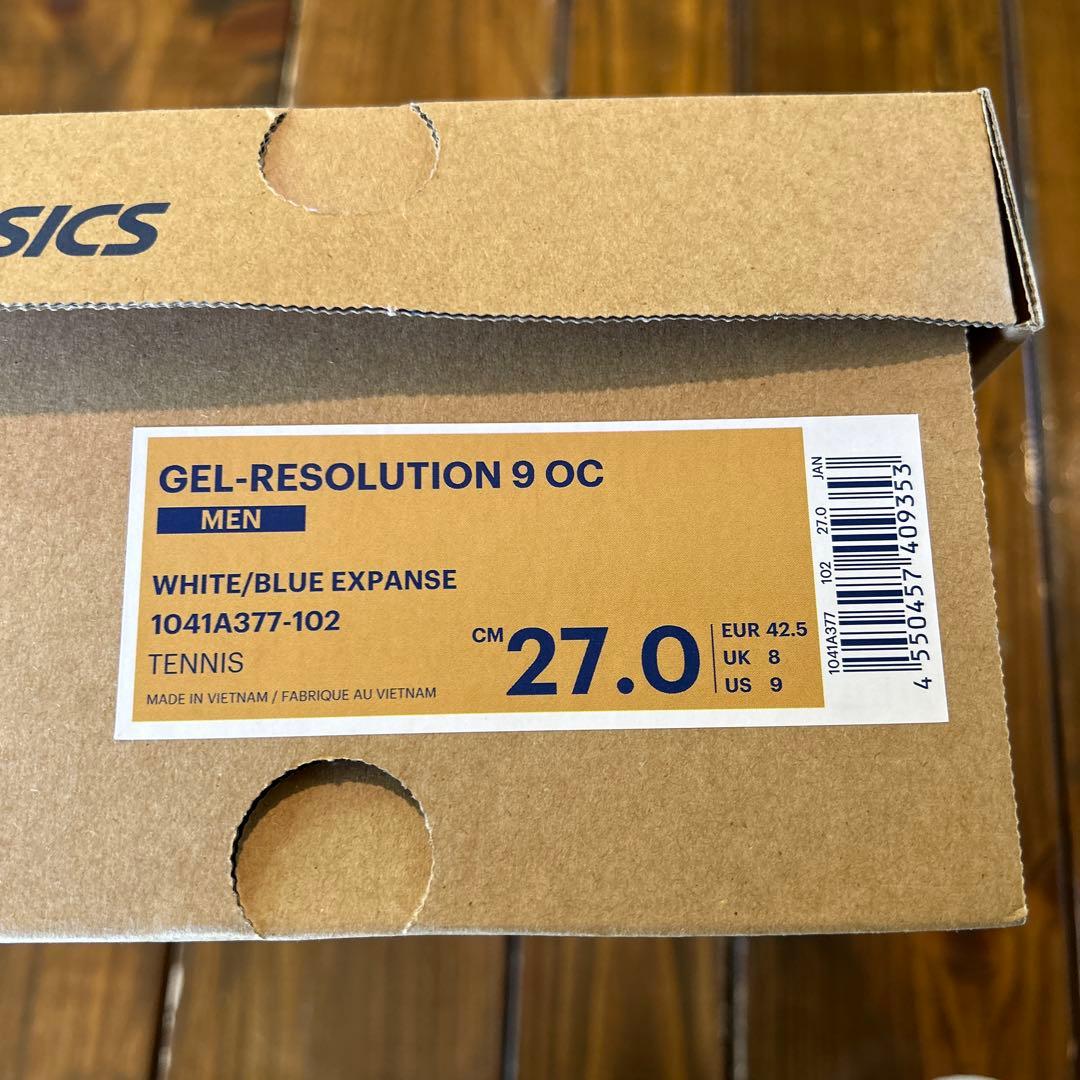 SICS
GEL-RESOLUTION 9 OC
MEN
WHITE/BLUE EXPANSE
1041A377-102
TENNIS
MADE IN VIETNAM / FABRIQUE AU VIETNAM
CM 27.0
EUR 42.5
UK 8
US 9
1041A377 102 27.0 JAN
4 550457 409353